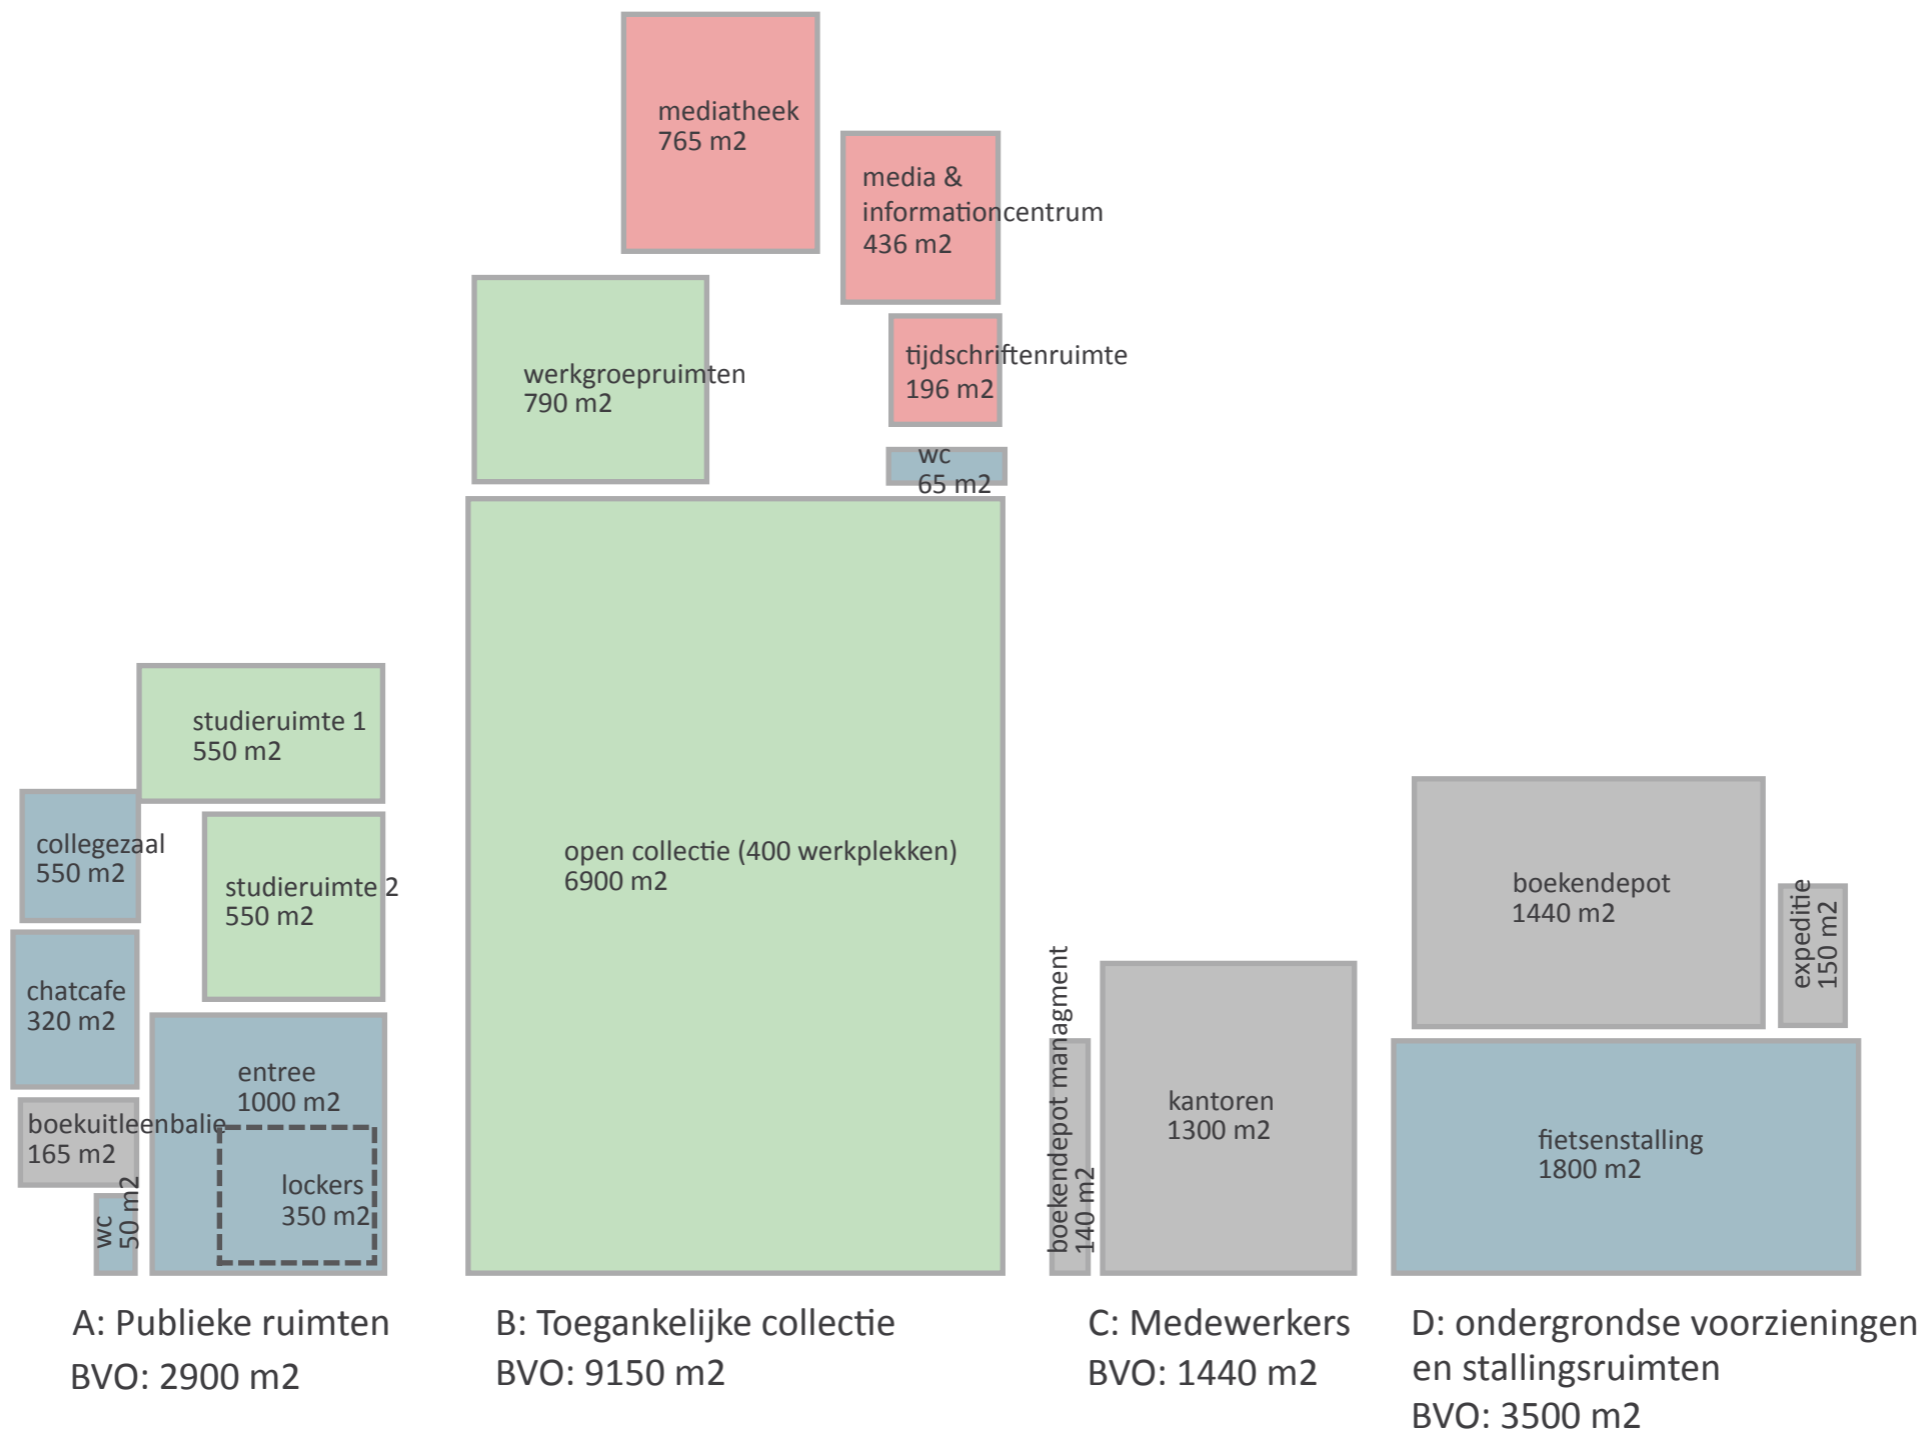 mediatheek
765 m2
media &
informationcentrum
436 m2
tijdschriftenruimte
196 m2
werkgroepruimten
790 m2
wc
65 m2
open collectie (400 werkplekken)
6900 m2
studieruimte 1
550 m2
collegezaal
550 m2
studieruimte 2
550 m2
chatcafe
320 m2
entree
1000 m2
boekuitleenbalie
165 m2
lockers
350 m2
wc
50 m2
boekendepot managment
140 m2
kantoren
1300 m2
boekendepot
1440 m2
expeditie
150 m2
fietsenstalling
1800 m2
A: Publieke ruimten
BVO: 2900 m2
B: Toegankelijke collectie
BVO: 9150 m2
C: Medewerkers
BVO: 1440 m2
D: ondergrondse voorzieningen
en stallingsruimten
BVO: 3500 m2